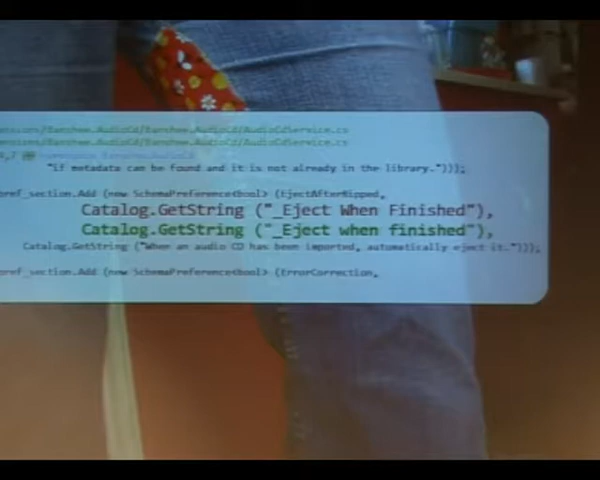 Banshee.AudioCd/Banshee.AudioCd/AudioCdService.cs
Banshee.AudioCd/Banshee.AudioCd/AudioCdService.cs
"if metadata can be found and it is not already in the library.")));
pref_section.Add (new SchemaPreference<bool> (EjectAfterRipped,
Catalog.GetString ("_Eject When Finished"),
Catalog.GetString ("_Eject when finished"),
Catalog.GetString ("When an audio CD has been imported, automatically eject it.")));
pref_section.Add (new SchemaPreference<bool> (ErrorCorrection,